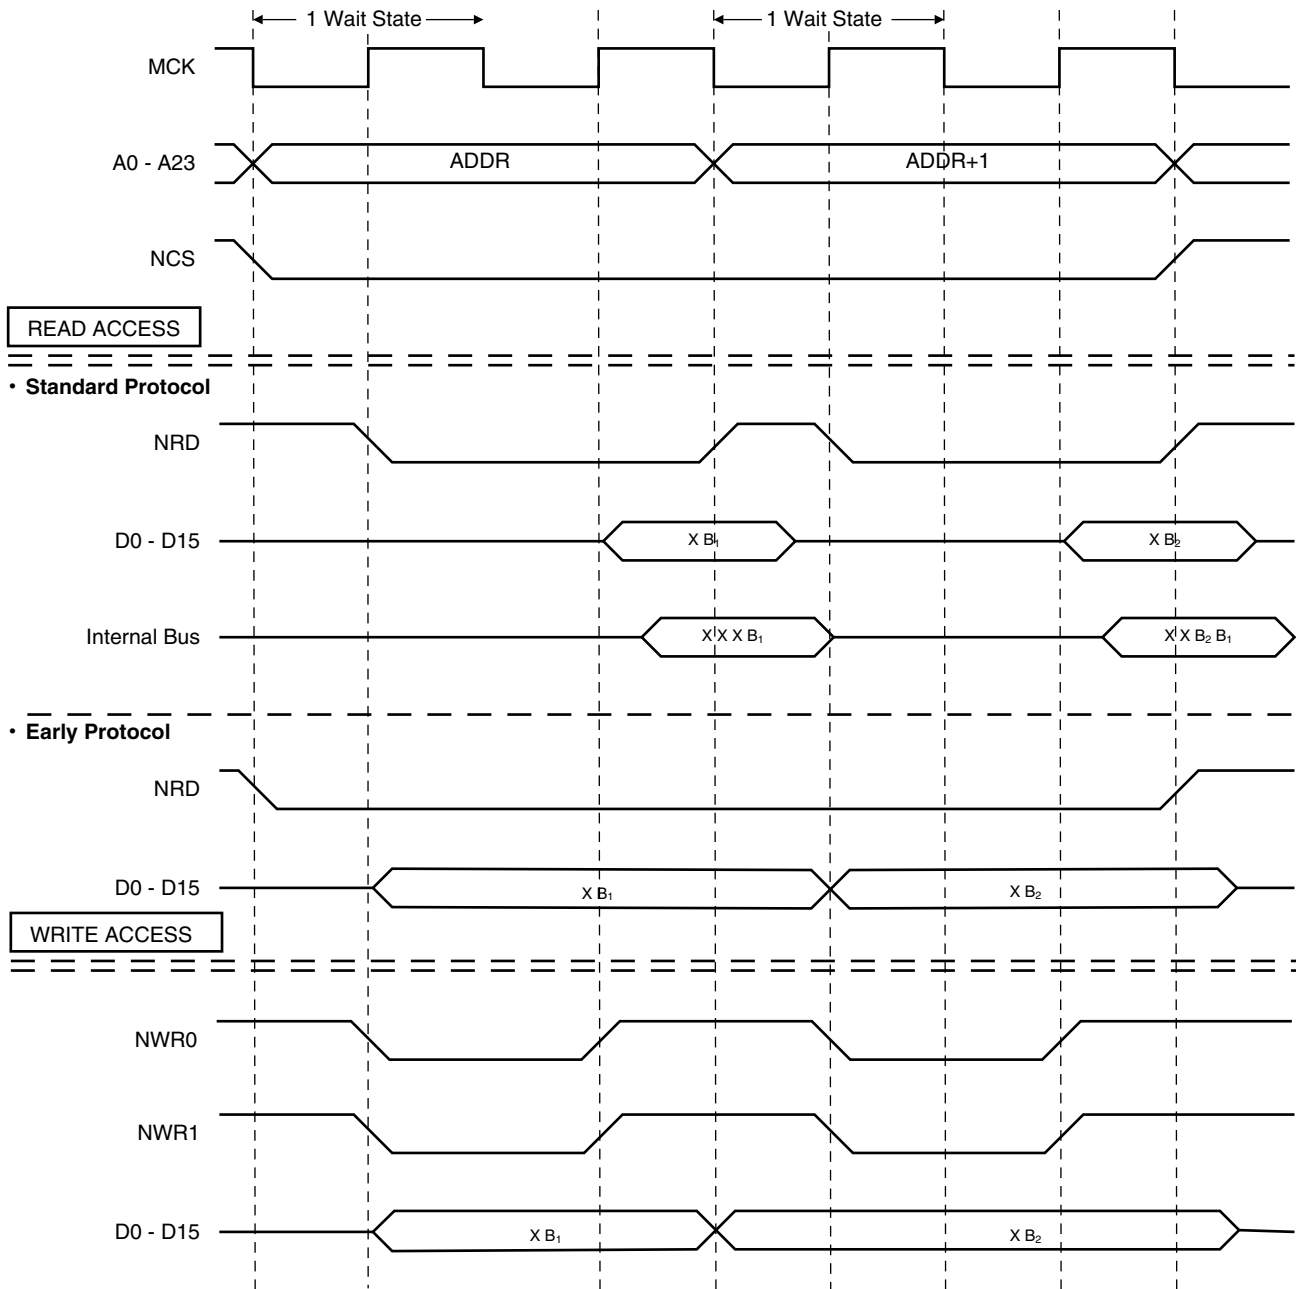 1 Wait State 1 Wait State
MCK
A0 - A23 ADDR ADDR+1
NCS
READ ACCESS
• Standard Protocol
NRD
D0 - D15 X B₁ X B₂
Internal Bus X X X B₁ X X B₂ B₁
• Early Protocol
NRD
D0 - D15 X B₁ X B₂
WRITE ACCESS
NWR0
NWR1
D0 - D15 X B₁ X B₂